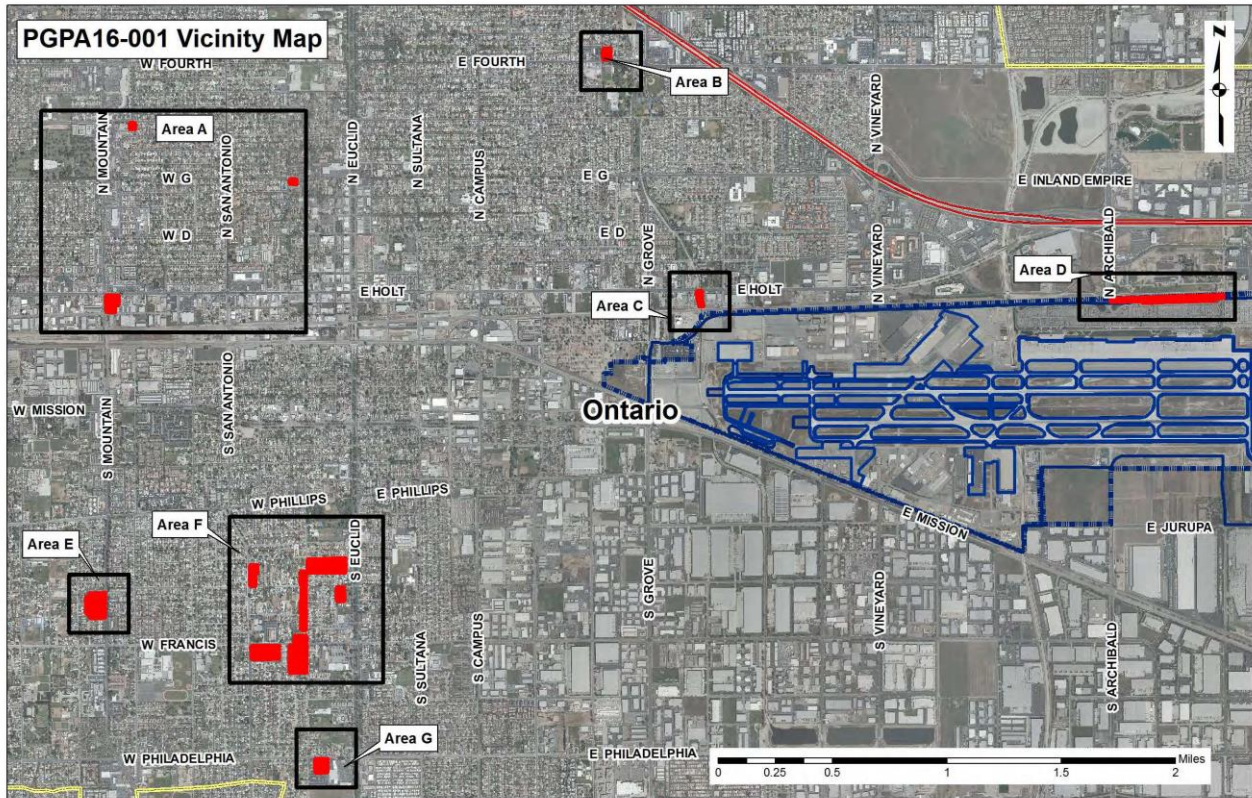 PGPA16-001 Vicinity Map
W FOURTH
E FOURTH
Area B
Area A
N MOUNTAIN
N SAN ANTONIO
N EUCLID
N SULTANA
N CAMPUS
N VINEYARD
Z
W G
E G
E INLAND EMPIRE
W D
E D
N GROVE
N ARCHIBALD
Area D
E HOLT
E HOLT
N VINEYARD
Area C
Ontario
W MISSION
S MOUNTAIN
S SAN ANTONIO
W PHILLIPS
E PHILLIPS
E MISSION
E JURUPA
Area F
Area E
S EUCLID
S GROVE
S VINEYARD
S ARCHIBALD
W FRANCIS
S SULTANA
S CAMPUS
W PHILADELPHIA
Area G
E PHILADELPHIA
Miles
0 0.25 0.5 1 1.5 2